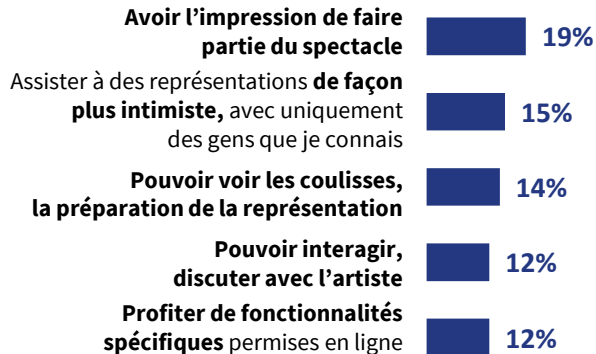 Avoir l’impression de faire
partie du spectacle
19%
Assister à des représentations de façon
plus intimiste, avec uniquement
des gens que je connais
15%
Pouvoir voir les coulisses,
la préparation de la représentation
14%
Pouvoir interagir,
discuter avec l’artiste
12%
Profiter de fonctionnalités
spécifiques permises en ligne
12%